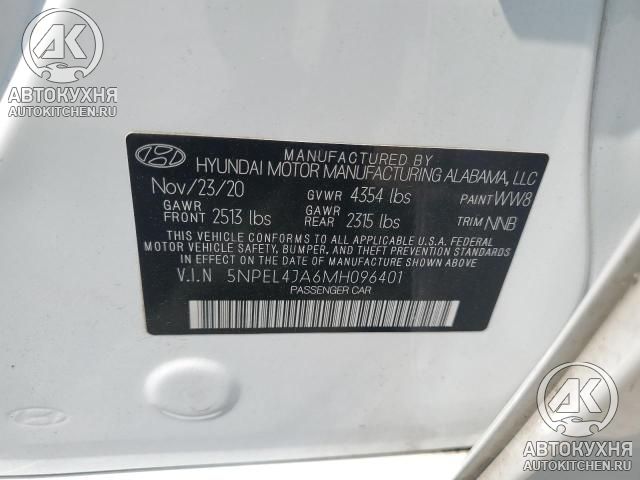 AK
АВТОКУХНЯ
AUTOKITCHEN.RU
MANUFACTURED BY
HYUNDAI MOTOR MANUFACTURING ALABAMA, LLC
Nov/23/20 GVWR 4354 lbs PAINT WW8
GAWR FRONT 2513 lbs GAWR REAR 2315 lbs TRIM NNB
THIS VEHICLE CONFORMS TO ALL APPLICABLE U.S.A. FEDERAL
MOTOR VEHICLE SAFETY, BUMPER, AND THEFT PREVENTION STANDARDS
IN EFFECT ON THE DATE OF MANUFACTURE SHOWN ABOVE.
V.I.N 5NPEL4JA6MH096401
PASSENGER CAR
AK
АВТОКУХНЯ
AUTOKITCHEN.RU